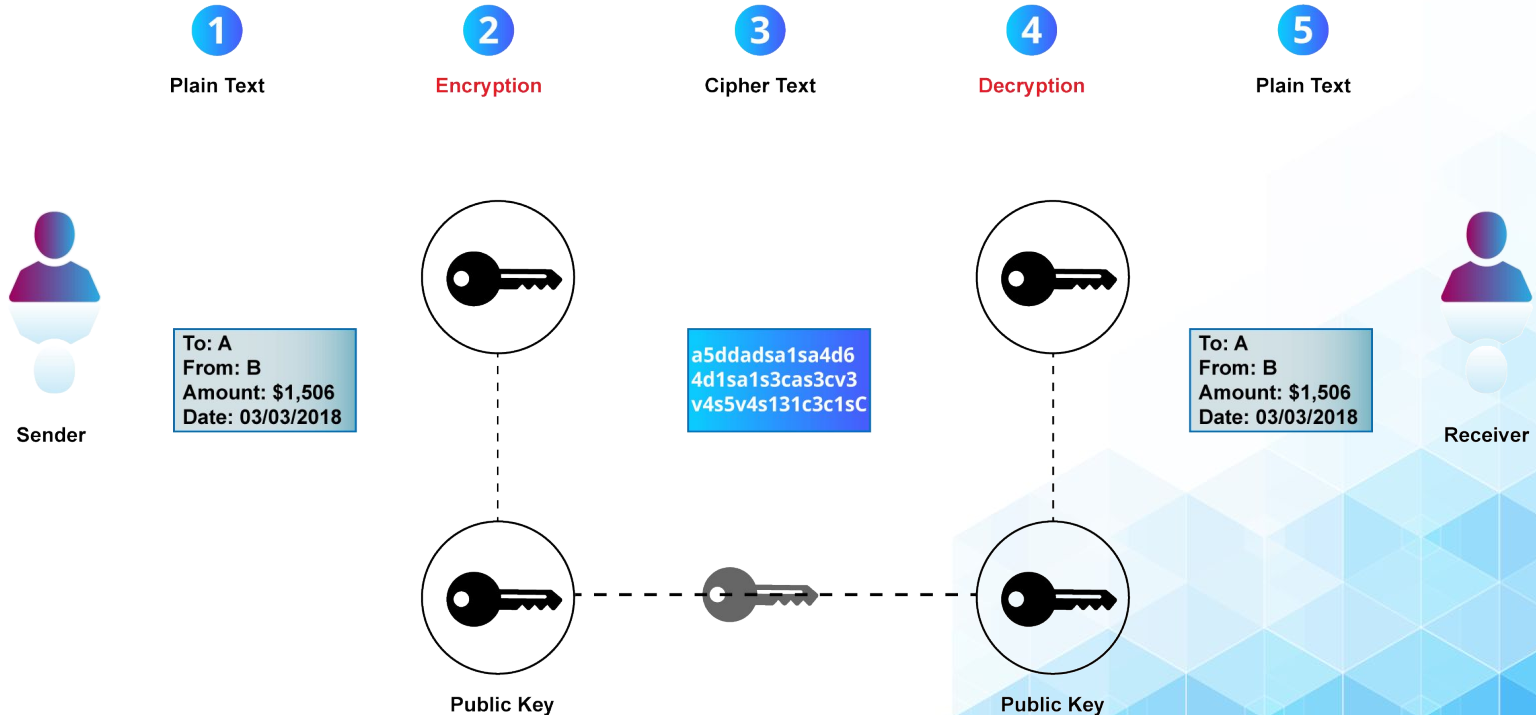 1
2
3
4
5
Plain Text
Encryption
Cipher Text
Decryption
Plain Text
To: A
From: B
Amount: $1,506
Date: 03/03/2018
a5ddadsa1sa4d6
4d1sa1s3cas3cv3
v4s5v4s131c3c1sC
To: A
From: B
Amount: $1,506
Date: 03/03/2018
Sender
Receiver
Public Key
Public Key